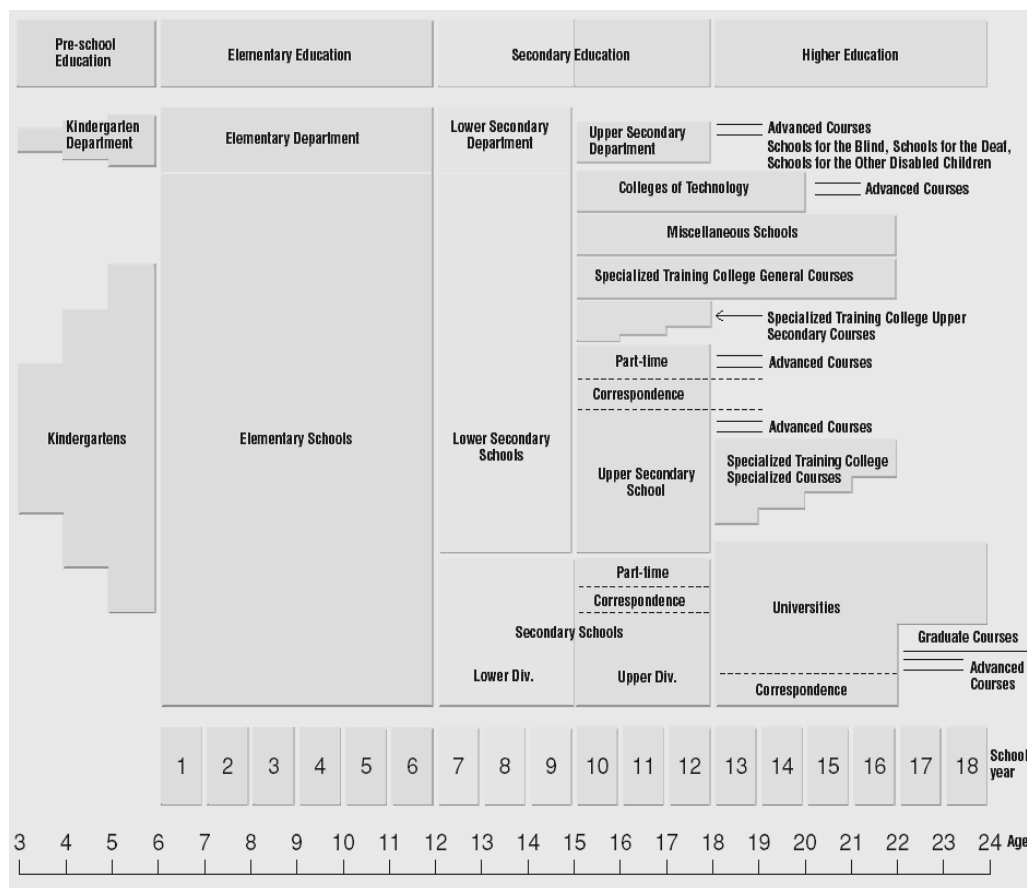 Pre-school
Education
Elementary Education
Secondary Education
Higher Education
Kindergarten
Department
Elementary Department
Lower Secondary
Department
Upper Secondary
Department
Advanced Courses
Schools for the Blind, Schools for the Deaf,
Schools for the Other Disabled Children
Colleges of Technology
Advanced Courses
Miscellaneous Schools
Specialized Training College General Courses
Specialized Training College Upper
Secondary Courses
Part-time
Advanced Courses
Correspondence
Advanced Courses
Kindergartens
Elementary Schools
Lower Secondary
Schools
Upper Secondary
School
Specialized Training College
Specialized Courses
Part-time
Correspondence
Universities
Secondary Schools
Graduate Courses
Lower Div.
Upper Div.
Advanced
Courses
Correspondence
1 2 3 4 5 6 7 8 9 10 11 12 13 14 15 16 17 18 School
year
3 4 5 6 7 8 9 10 11 12 13 14 15 16 17 18 19 20 21 22 23 24 Age